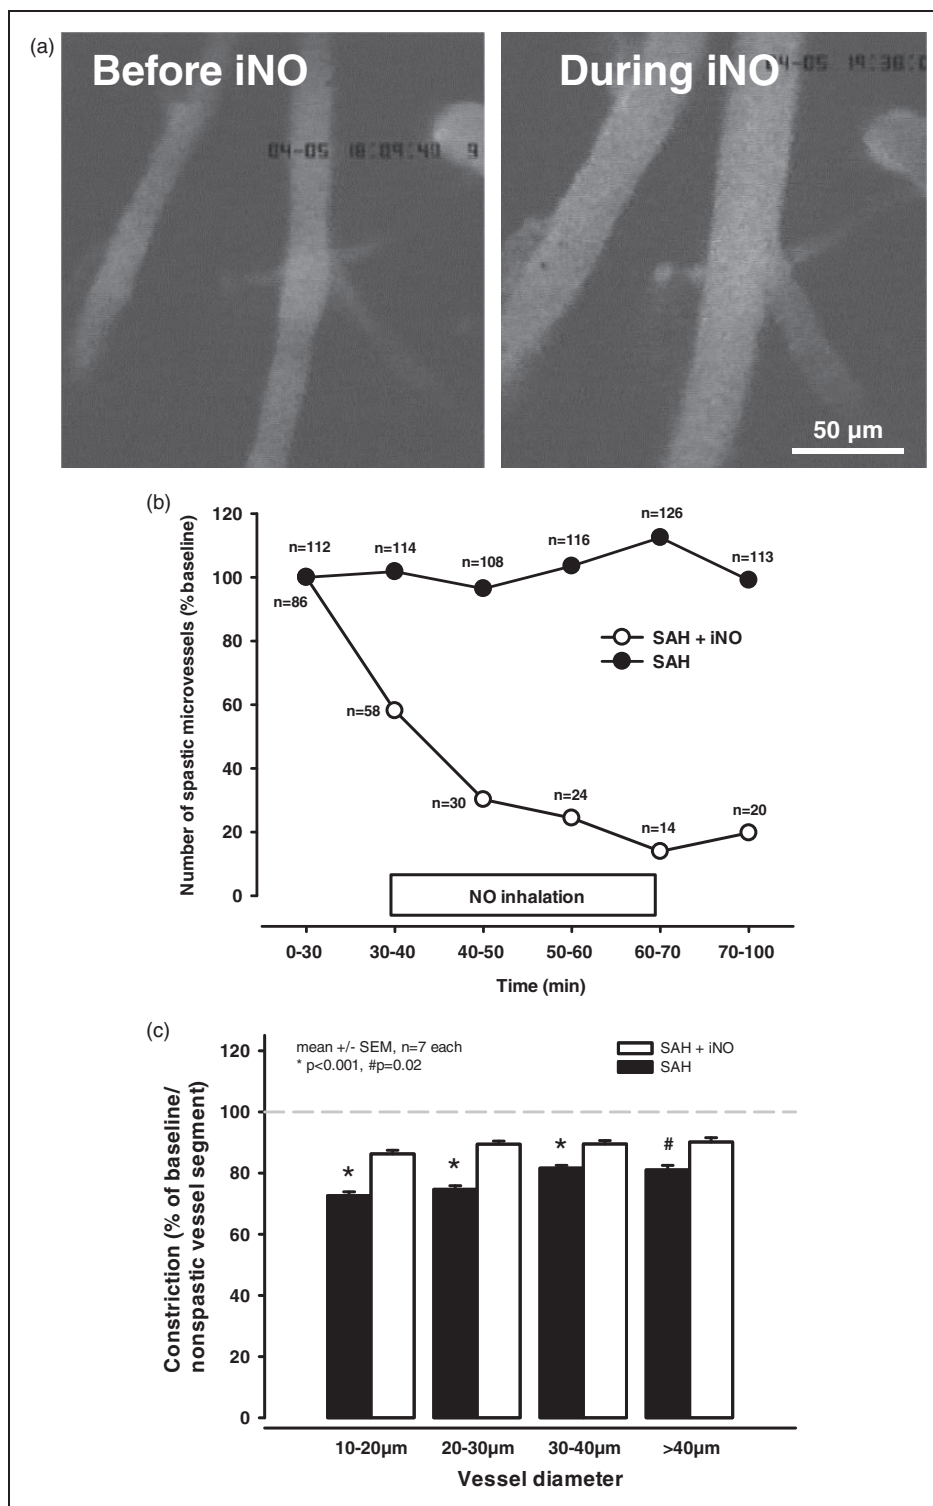 (a)
Before iNO
During iNO
04-05 18:09:40 9
04-05 19:38:0
50 µm
(b)
Number of spastic microvessels (% baseline)
120
100
80
60
40
20
0
n=112
n=114
n=108
n=116
n=126
n=113
n=86
n=58
n=30
n=24
n=14
n=20
SAH + iNO
SAH
NO inhalation
0-30
30-40
40-50
50-60
60-70
70-100
Time (min)
(c)
Constriction (% of baseline/
nonspastic vessel segment)
120
100
80
60
40
20
0
mean +/- SEM, n=7 each
* p<0.001, #p=0.02
SAH + iNO
SAH
*
*
*
#
10-20µm
20-30µm
30-40µm
>40µm
Vessel diameter